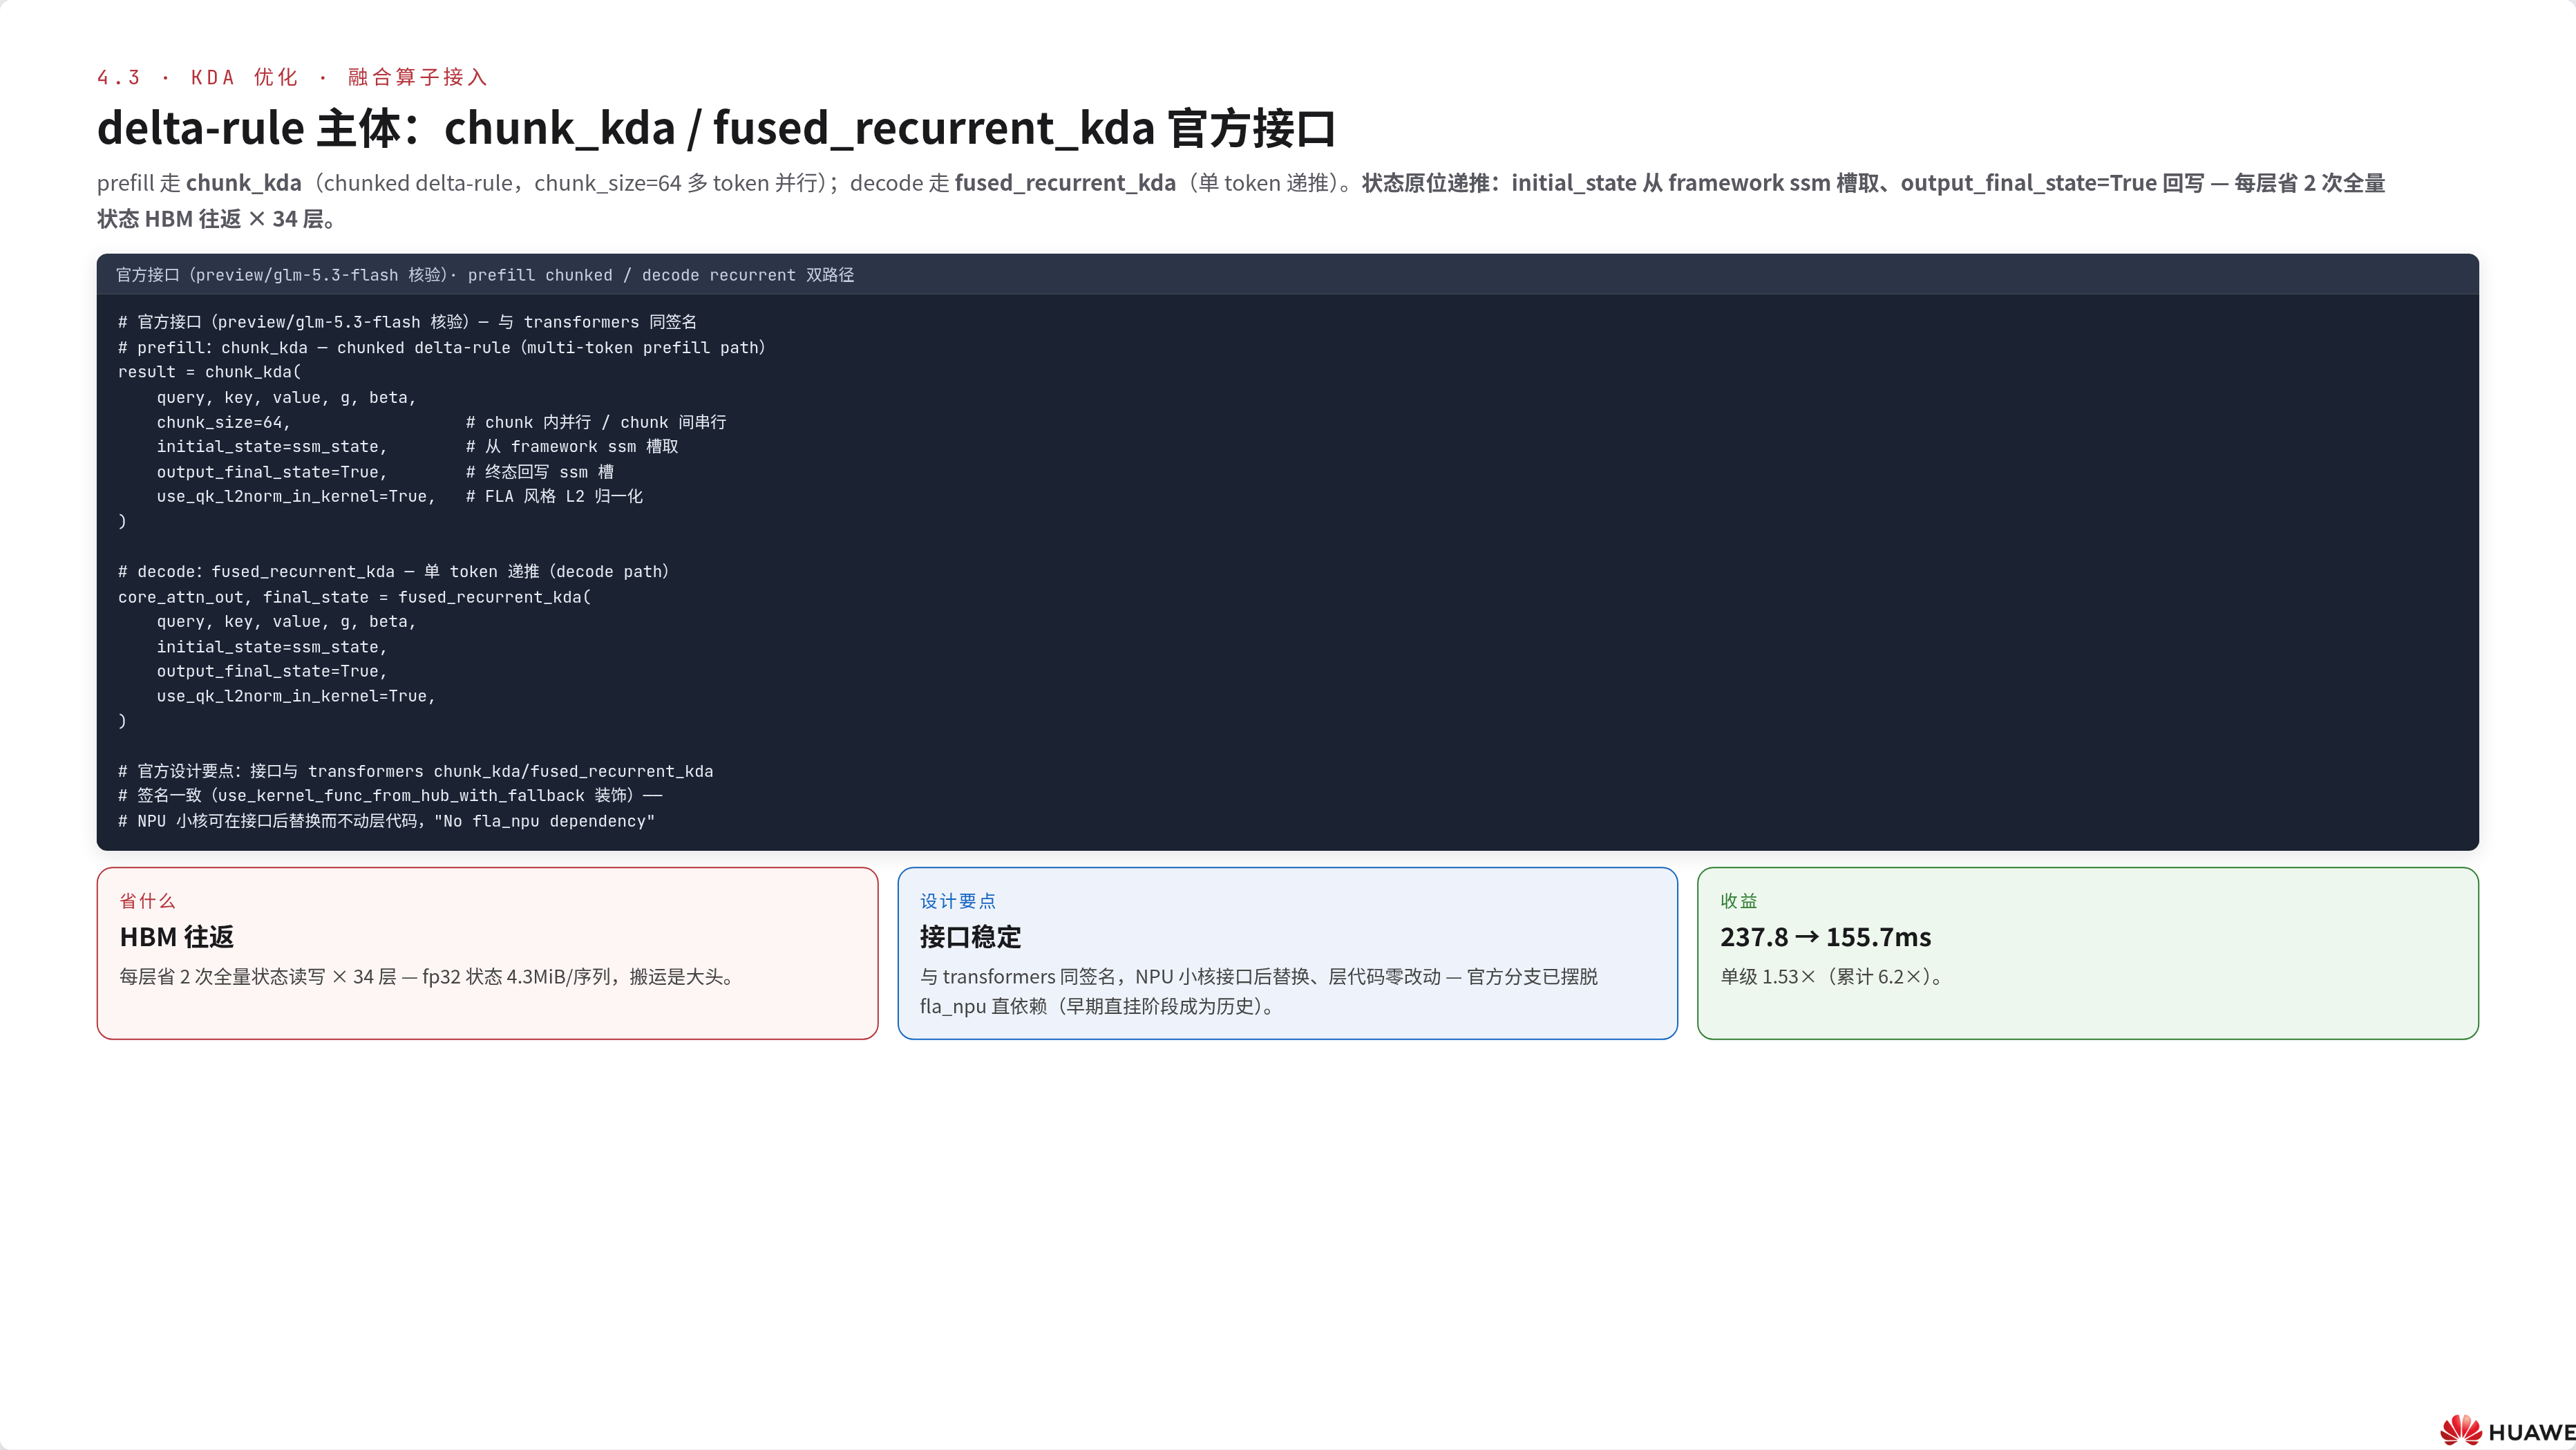 4.3 · KDA 优化 · 融合算子接入
delta-rule 主体：chunk_kda / fused_recurrent_kda 官方接口
prefill 走 chunk_kda（chunked delta-rule，chunk_size=64 多 token 并行）；decode 走 fused_recurrent_kda（单 token 递推）。状态原位递推：initial_state 从 framework ssm 槽取、output_final_state=True 回写 — 每层省 2 次全量
状态 HBM 往返 × 34 层。
官方接口（preview/glm-5.3-flash 核验）· prefill chunked / decode recurrent 双路径
# 官方接口（preview/glm-5.3-flash 核验）— 与 transformers 同签名
# prefill：chunk_kda — chunked delta-rule（multi-token prefill path）
result = chunk_kda(
    query, key, value, g, beta,
    chunk_size=64,                  # chunk 内并行 / chunk 间串行
    initial_state=ssm_state,        # 从 framework ssm 槽取
    output_final_state=True,        # 终态回写 ssm 槽
    use_qk_l2norm_in_kernel=True,   # FLA 风格 L2 归一化
)
# decode：fused_recurrent_kda — 单 token 递推（decode path）
core_attn_out, final_state = fused_recurrent_kda(
    query, key, value, g, beta,
    initial_state=ssm_state,
    output_final_state=True,
    use_qk_l2norm_in_kernel=True,
)
# 官方设计要点：接口与 transformers chunk_kda/fused_recurrent_kda
# 签名一致（use_kernel_func_from_hub_with_fallback 装饰）——
# NPU 小核可在接口后替换而不动层代码，"No fla_npu dependency"
省什么
HBM 往返
每层省 2 次全量状态读写 × 34 层 — fp32 状态 4.3MiB/序列，搬运是大头。
设计要点
接口稳定
与 transformers 同签名，NPU 小核接口后替换、层代码零改动 — 官方分支已摆脱
fla_npu 直依赖（早期直挂阶段成为历史）。
收益
237.8 → 155.7ms
单级 1.53×（累计 6.2×）。
HUAWE